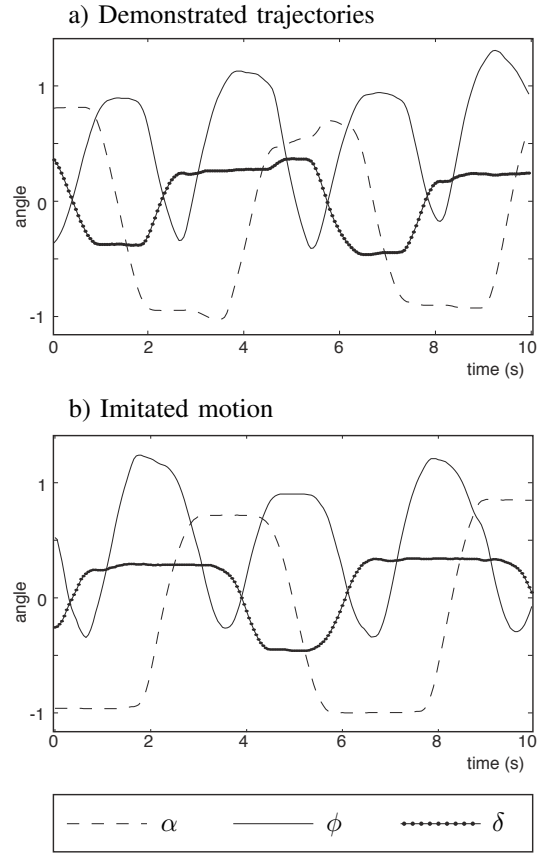 a) Demonstrated trajectories
1
0
-1
angle
0
2
4
6
8
10
time (s)
b) Imitated motion
1
0
-1
angle
0
2
4
6
8
10
time (s)
α
ϕ
δ